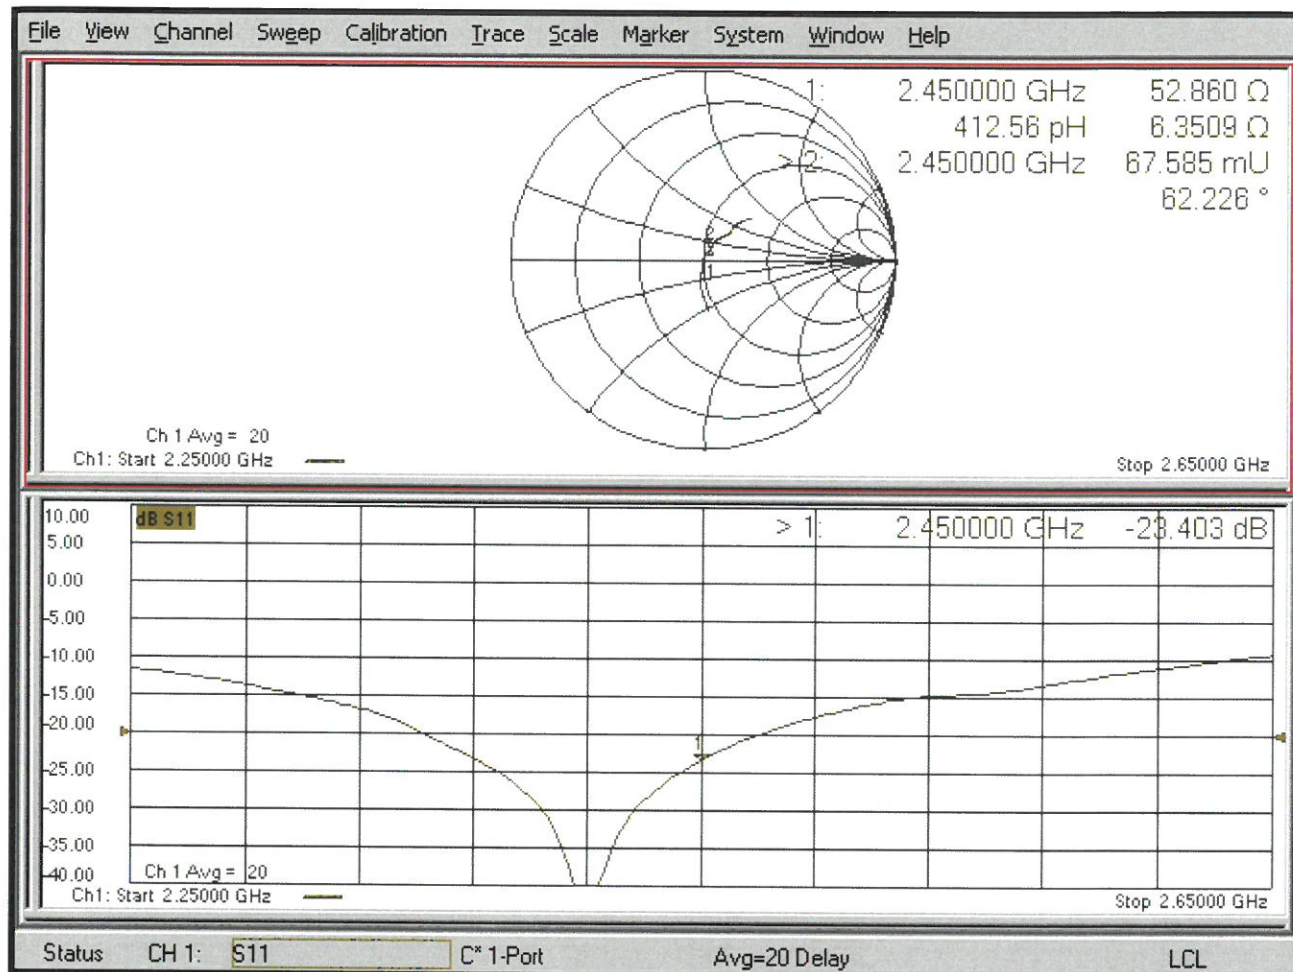 File View Channel Sweep Calibration Trace Scale Marker System Window Help
1: 2.450000 GHz 52.860 Ω
412.56 pH 6.3509 Ω
> 2: 2.450000 GHz 67.585 mU
62.226 °
Ch 1 Avg = 20
Ch1: Start 2.25000 GHz
Stop 2.65000 GHz
dB S11
> 1: 2.450000 GHz -23.403 dB
10.00
5.00
0.00
-5.00
-10.00
-15.00
-20.00
-25.00
-30.00
-35.00
-40.00
1
Ch 1 Avg = 20
Ch1: Start 2.25000 GHz
Stop 2.65000 GHz
Status CH 1: S11 C* 1-Port Avg=20 Delay LCL